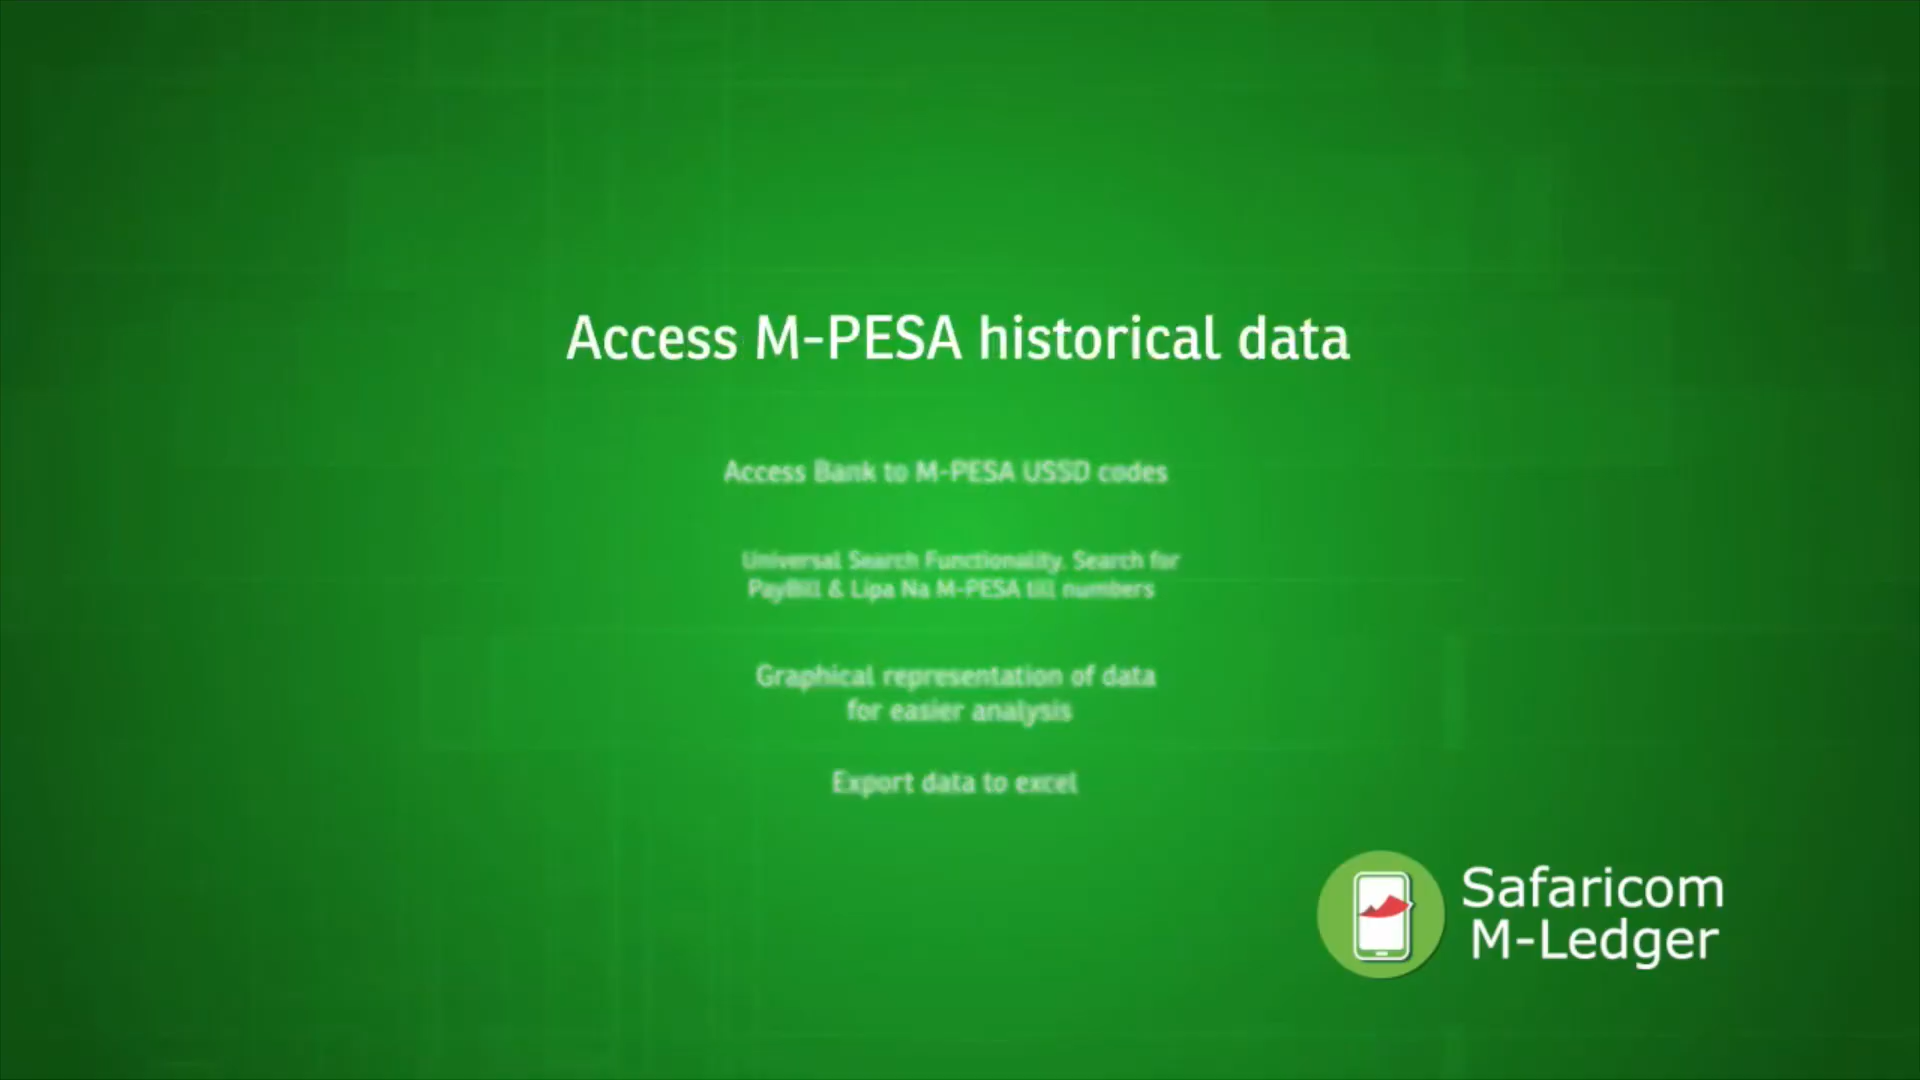 Access M-PESA historical data
Access Bank to M-PESA USSD codes
Universal Search Functionality. Search for
PayBill & Lipa Na M-PESA till numbers
Graphical representation of data
for easier analysis
Export data to excel
Safaricom
M-Ledger